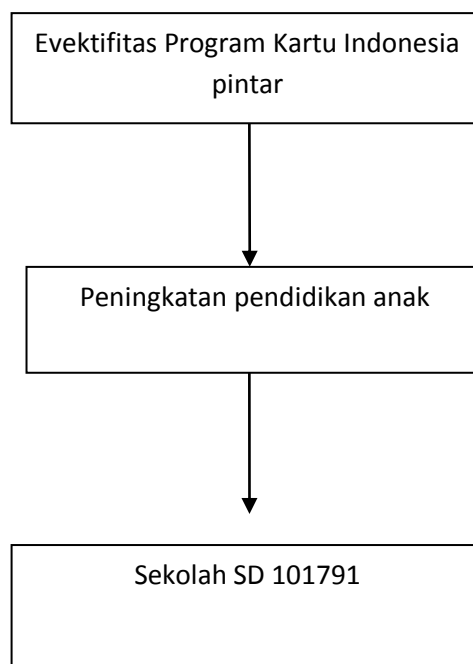 Evektifitas Program Kartu Indonesia
pintar
Peningkatan pendidikan anak
Sekolah SD 101791